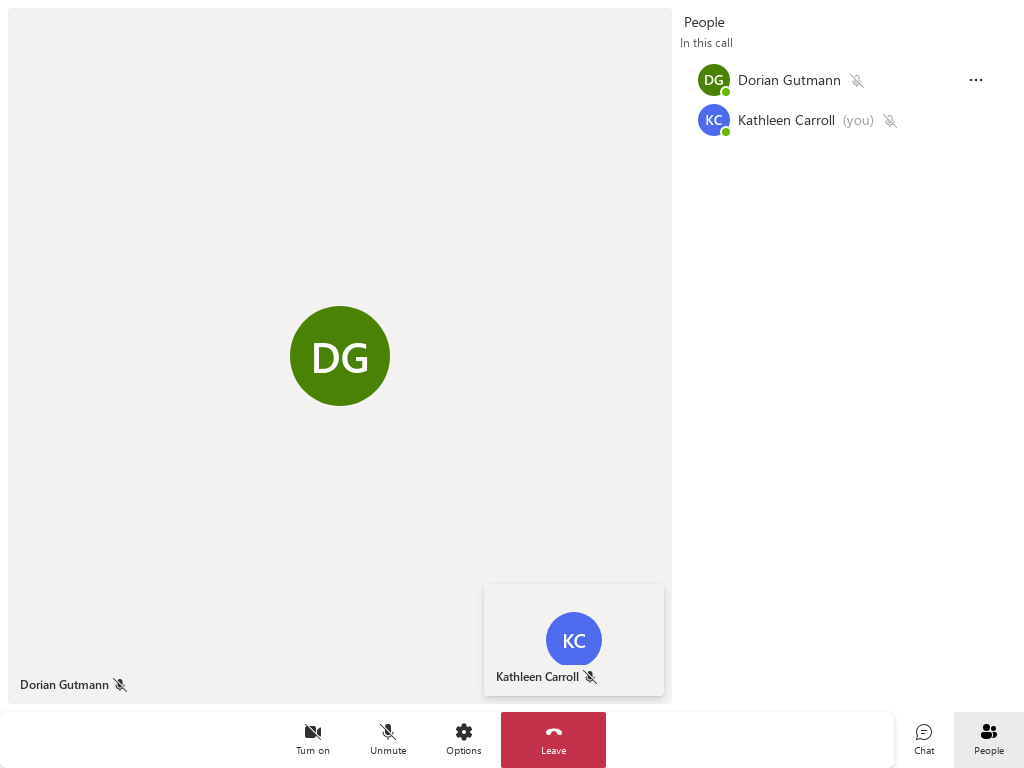 People
In this call
DG Dorian Gutmann
KC Kathleen Carroll (you)
DG
KC
Kathleen Carroll
Dorian Gutmann
Turn on
Unmute
Options
Leave
Chat
People